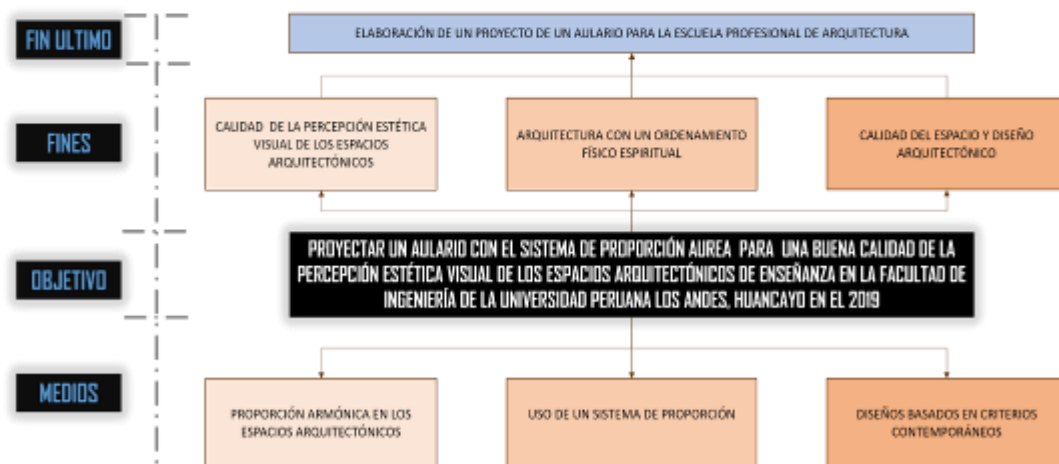 FIN ULTIMO
ELABORACIÓN DE UN PROYECTO DE UN AULARIO PARA LA ESCUELA PROFESIONAL DE ARQUITECTURA
FINES
CALIDAD DE LA PERCEPCIÓN ESTÉTICA
VISUAL DE LOS ESPACIOS
ARQUITECTÓNICOS
ARQUITECTURA CON UN ORDENAMIENTO
FÍSICO ESPIRITUAL
CALIDAD DEL ESPACIO Y DISEÑO
ARQUITECTÓNICO
OBJETIVO
PROYECTAR UN AULARIO CON EL SISTEMA DE PROPORCIÓN AUREA PARA UNA BUENA CALIDAD DE LA
PERCEPCIÓN ESTÉTICA VISUAL DE LOS ESPACIOS ARQUITECTÓNICOS DE ENSEÑANZA EN LA FACULTAD DE
INGENIERÍA DE LA UNIVERSIDAD PERUANA LOS ANDES, HUANCAYO EN EL 2019
MEDIOS
PROPORCIÓN ARMÓNICA EN LOS
ESPACIOS ARQUITECTÓNICOS
USO DE UN SISTEMA DE PROPORCIÓN
DISEÑOS BASADOS EN CRITERIOS
CONTEMPORÁNEOS